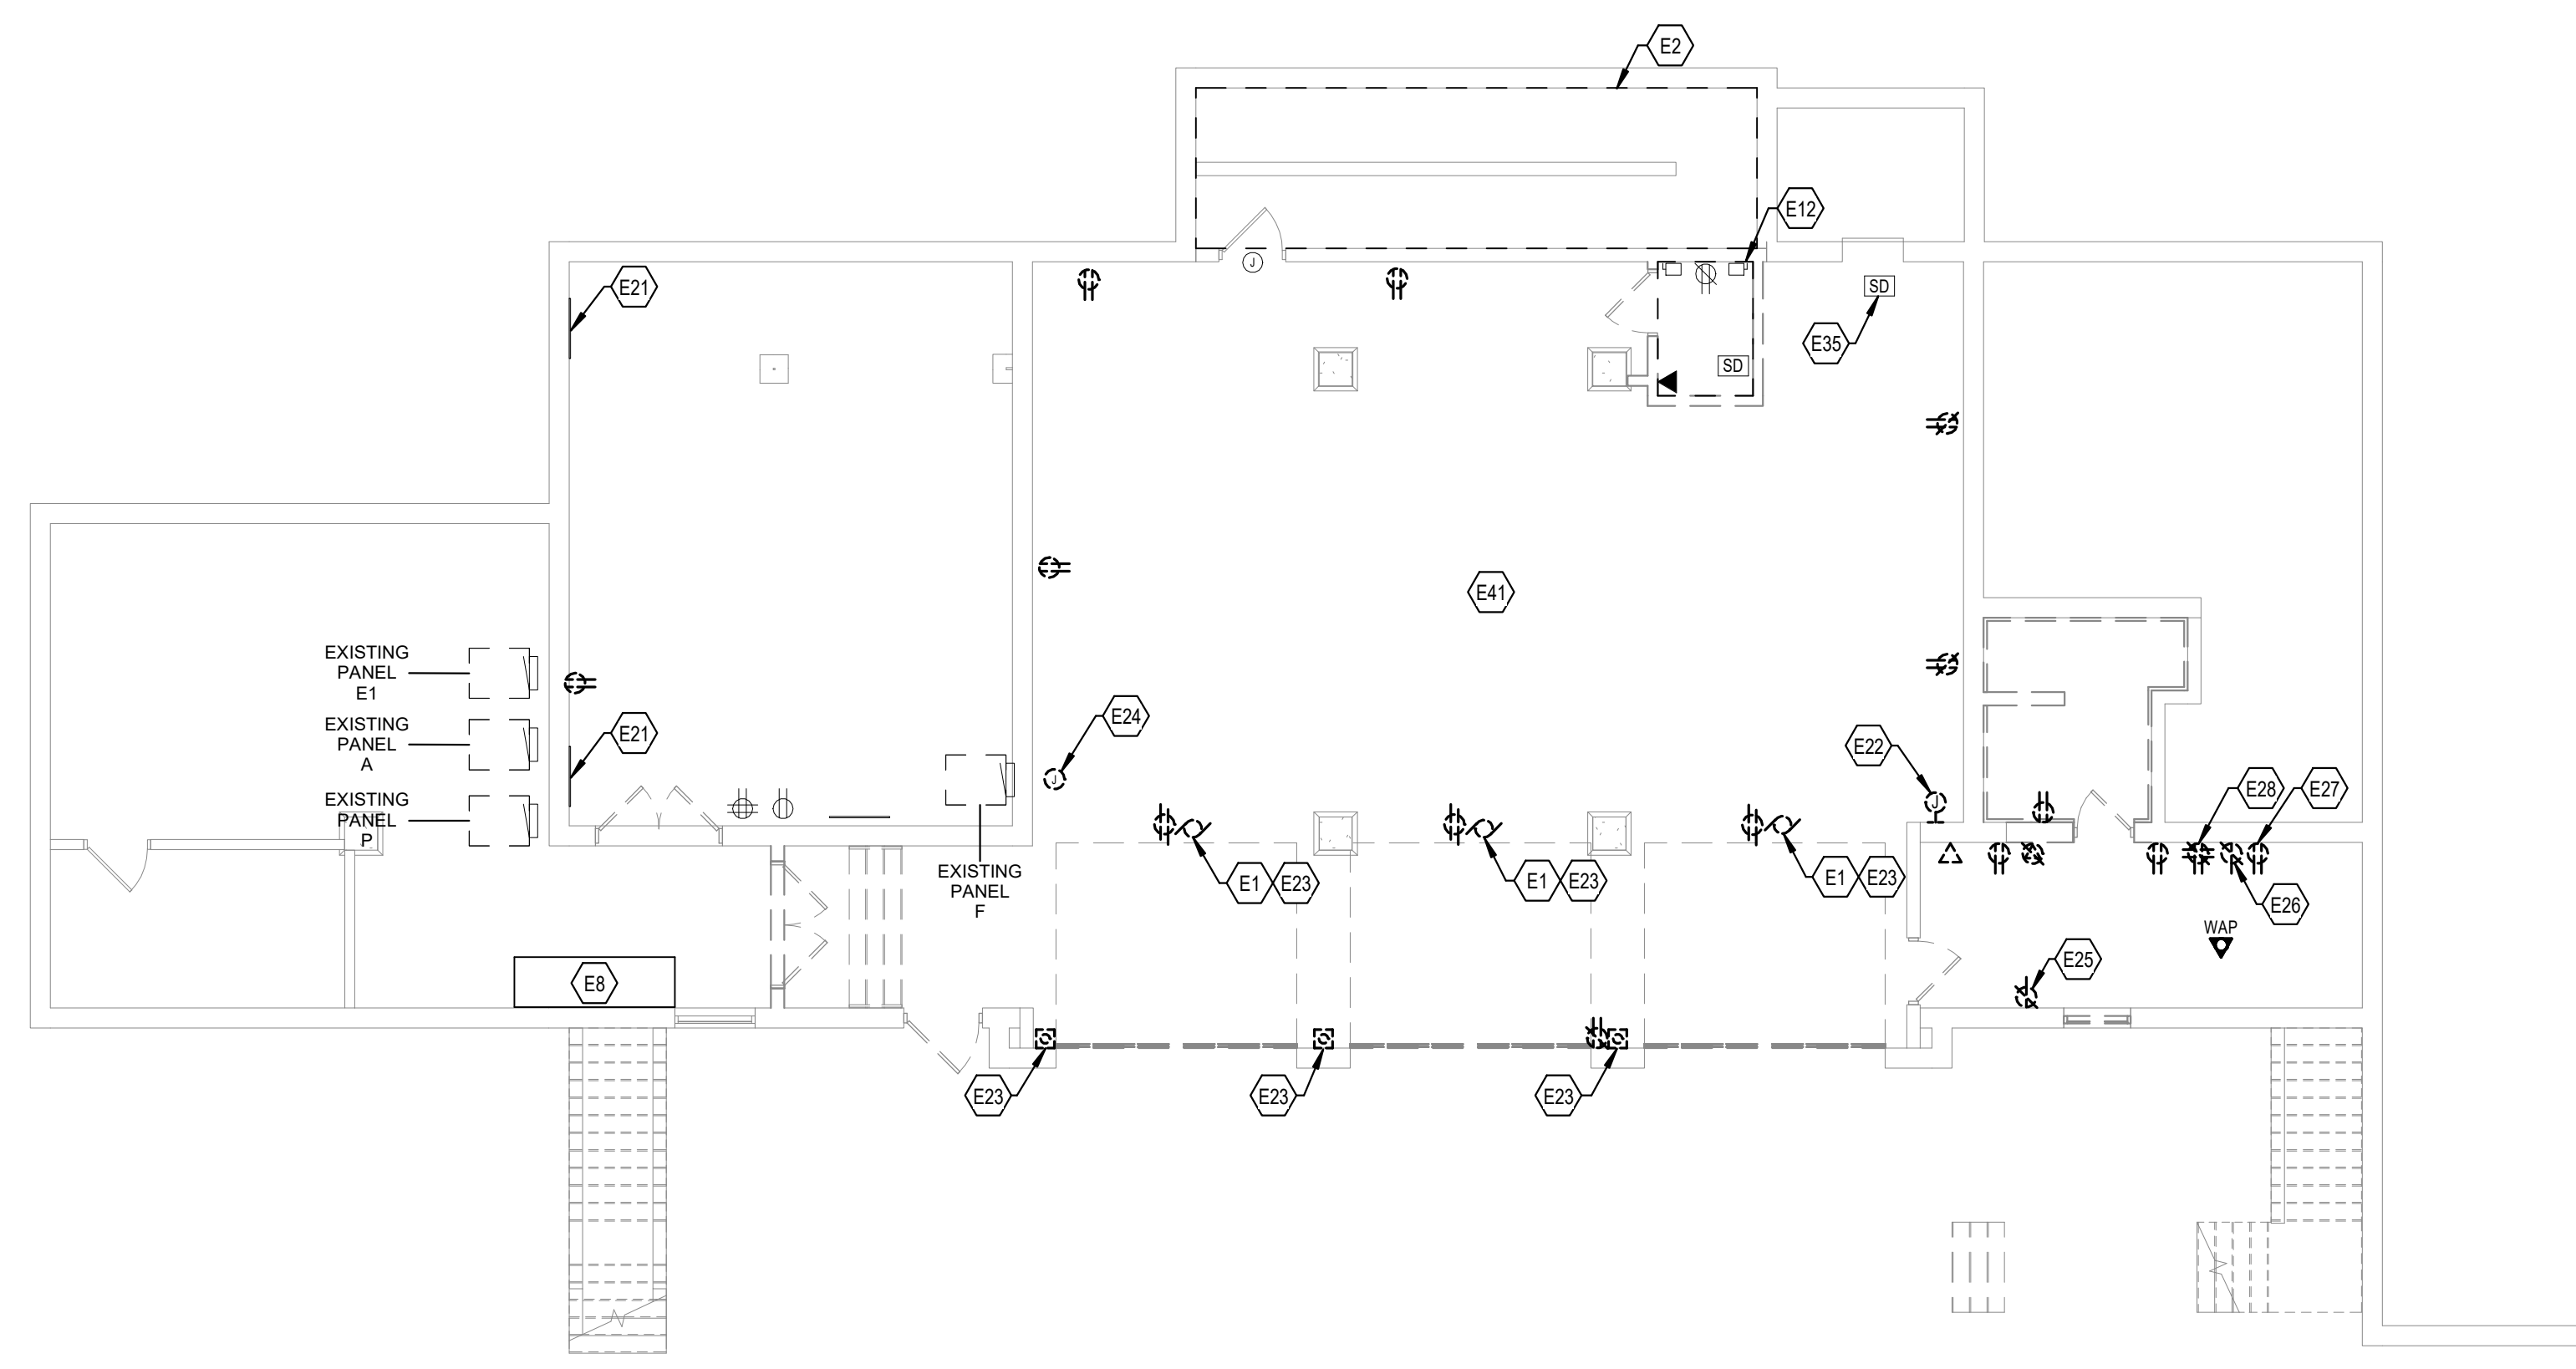 E2
E12
J
E21
SD
E35
SD
E41
EXISTING
PANEL
E1
EXISTING
PANEL
A
EXISTING
PANEL
P
E21
E24
J
E22
J
E28
E27
EXISTING
PANEL
F
E1
E23
E1
E23
E1
E23
E26
WAP
E25
E8
E23
E23
E23